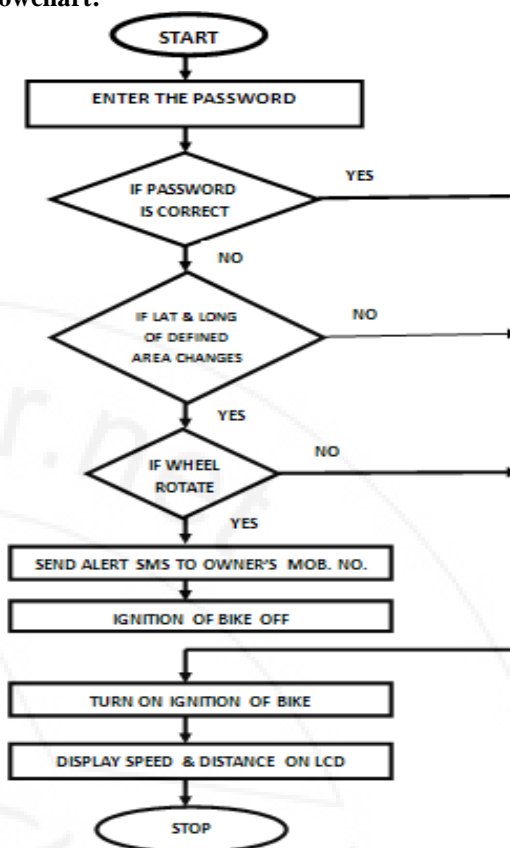 owchart:
START
ENTER THE PASSWORD
YES
IF PASSWORD
IS CORRECT
NO
IF LAT & LONG
OF DEFINED
AREA CHANGES
NO
YES
IF WHEEL
ROTATE
NO
YES
SEND ALERT SMS TO OWNER'S MOB. NO.
IGNITION OF BIKE OFF
TURN ON IGNITION OF BIKE
DISPLAY SPEED & DISTANCE ON LCD
STOP
r.net